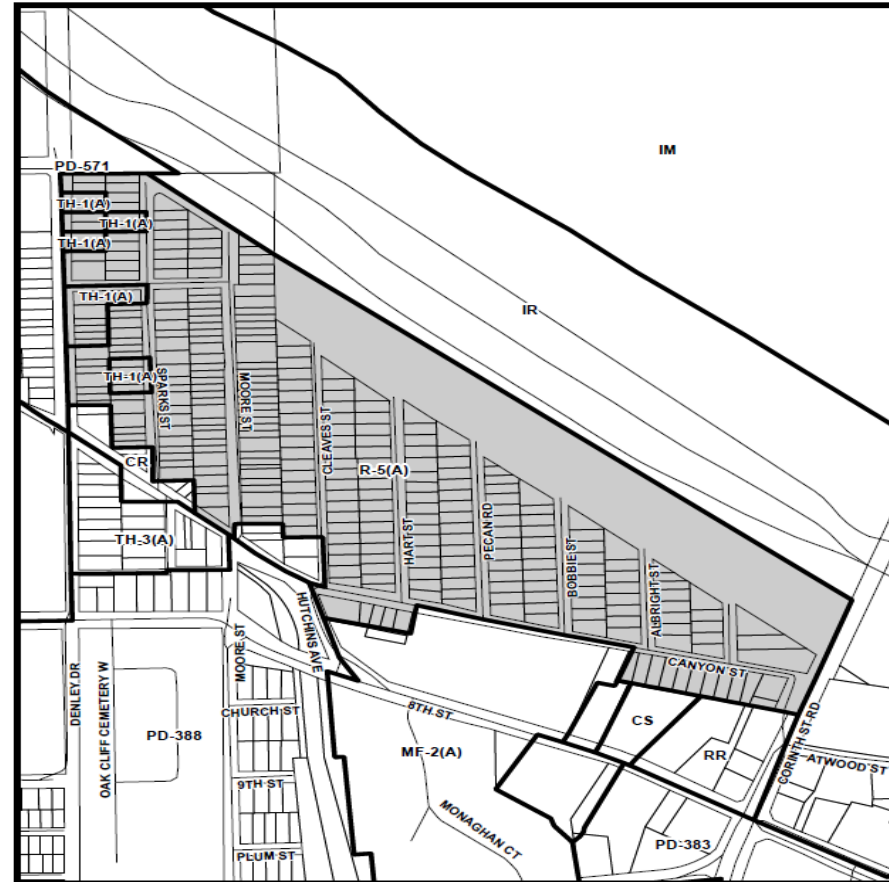 IM
PD-571
TH-1(A)
TH-1(A)
TH-1(A)
TH-1(A)
IR
TH-1(A)
SPARKS ST
MOORE ST
CLEAVES ST
R-5(A)
CR
HART ST
PECAN RD
TH-3(A)
BOBBIE ST
ALBRIGHT ST
HUTCHINS AVE
MOORE ST
CANYON ST
DENLEY DR
OAK CLIFF CEMETERY W
8TH ST
CHURCH ST
CS
PD-388
MF-2(A)
RR
CORINTH ST RD
ATWOOD ST
9TH ST
MONAGHAN CT
PD-383
PLUM ST